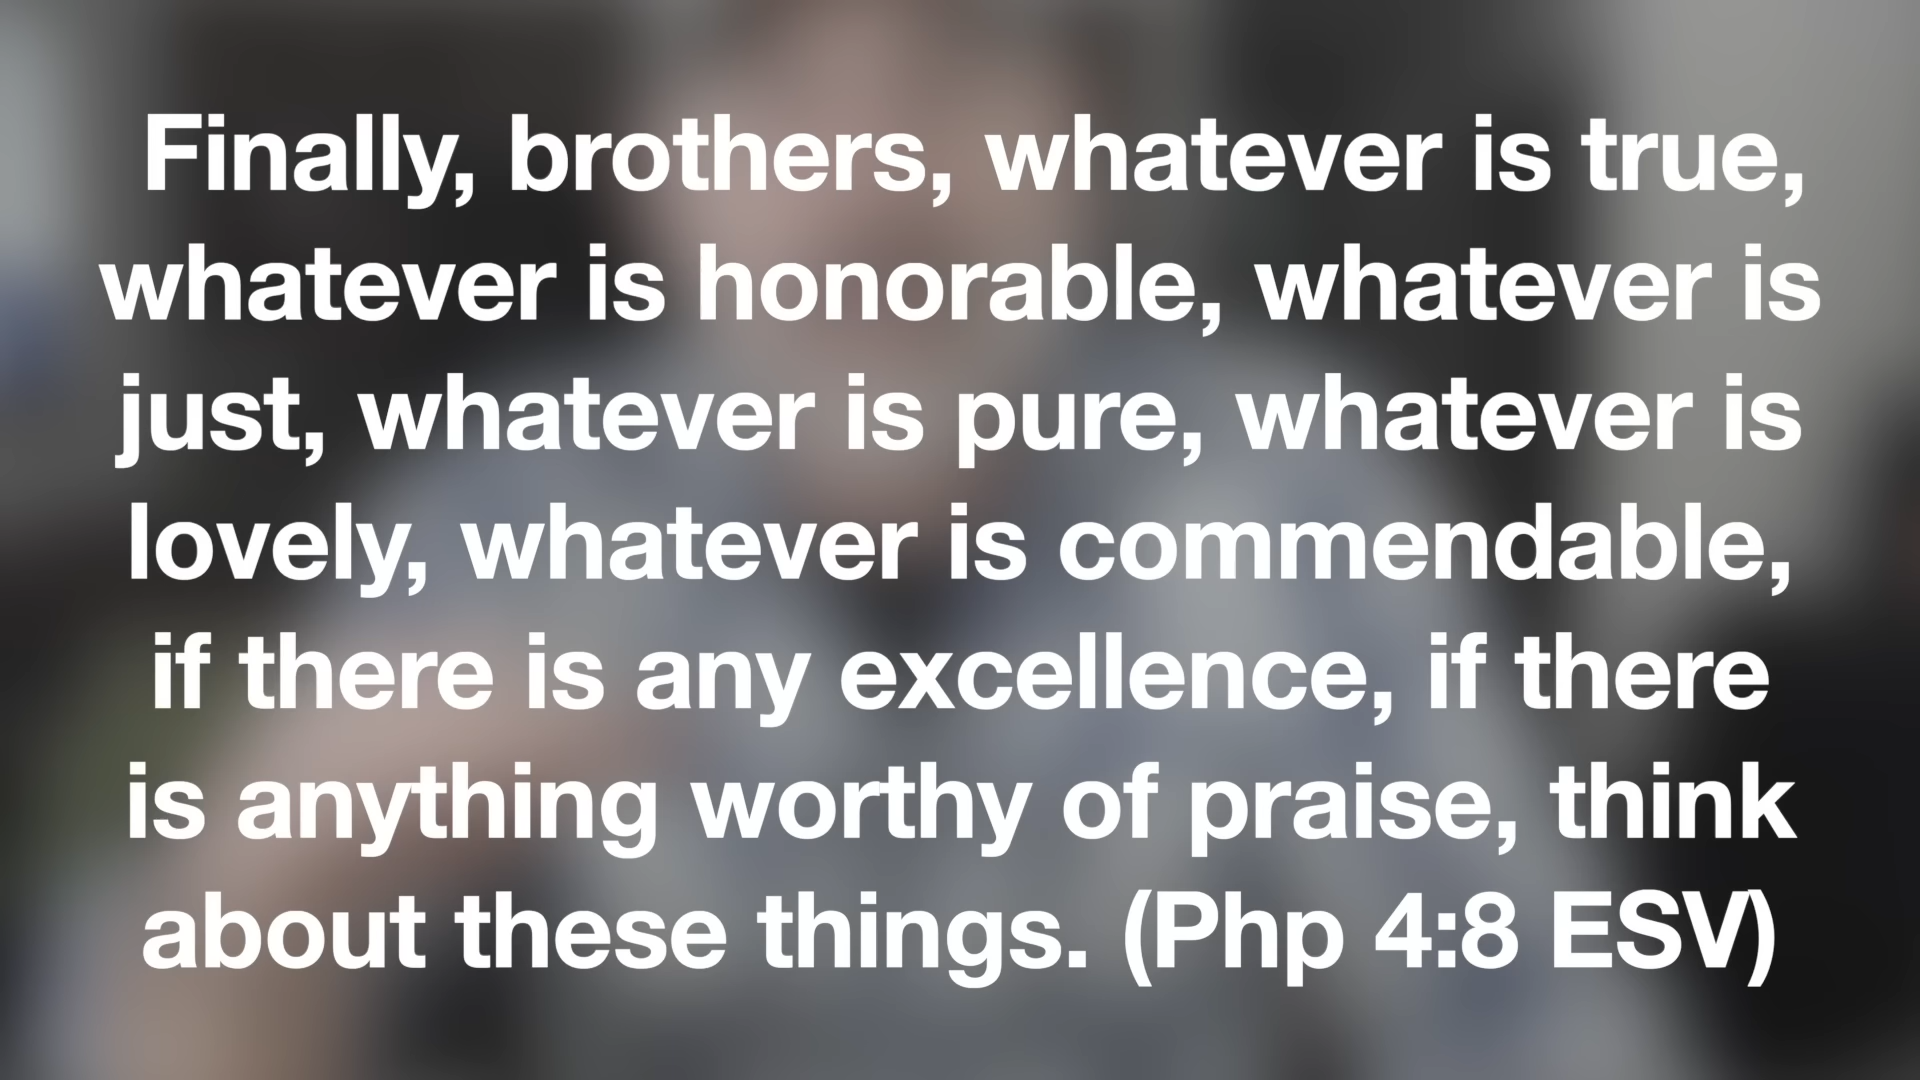 Finally, brothers, whatever is true,
whatever is honorable, whatever is
just, whatever is pure, whatever is
lovely, whatever is commendable,
if there is any excellence, if there
is anything worthy of praise, think
about these things. (Php 4:8 ESV)